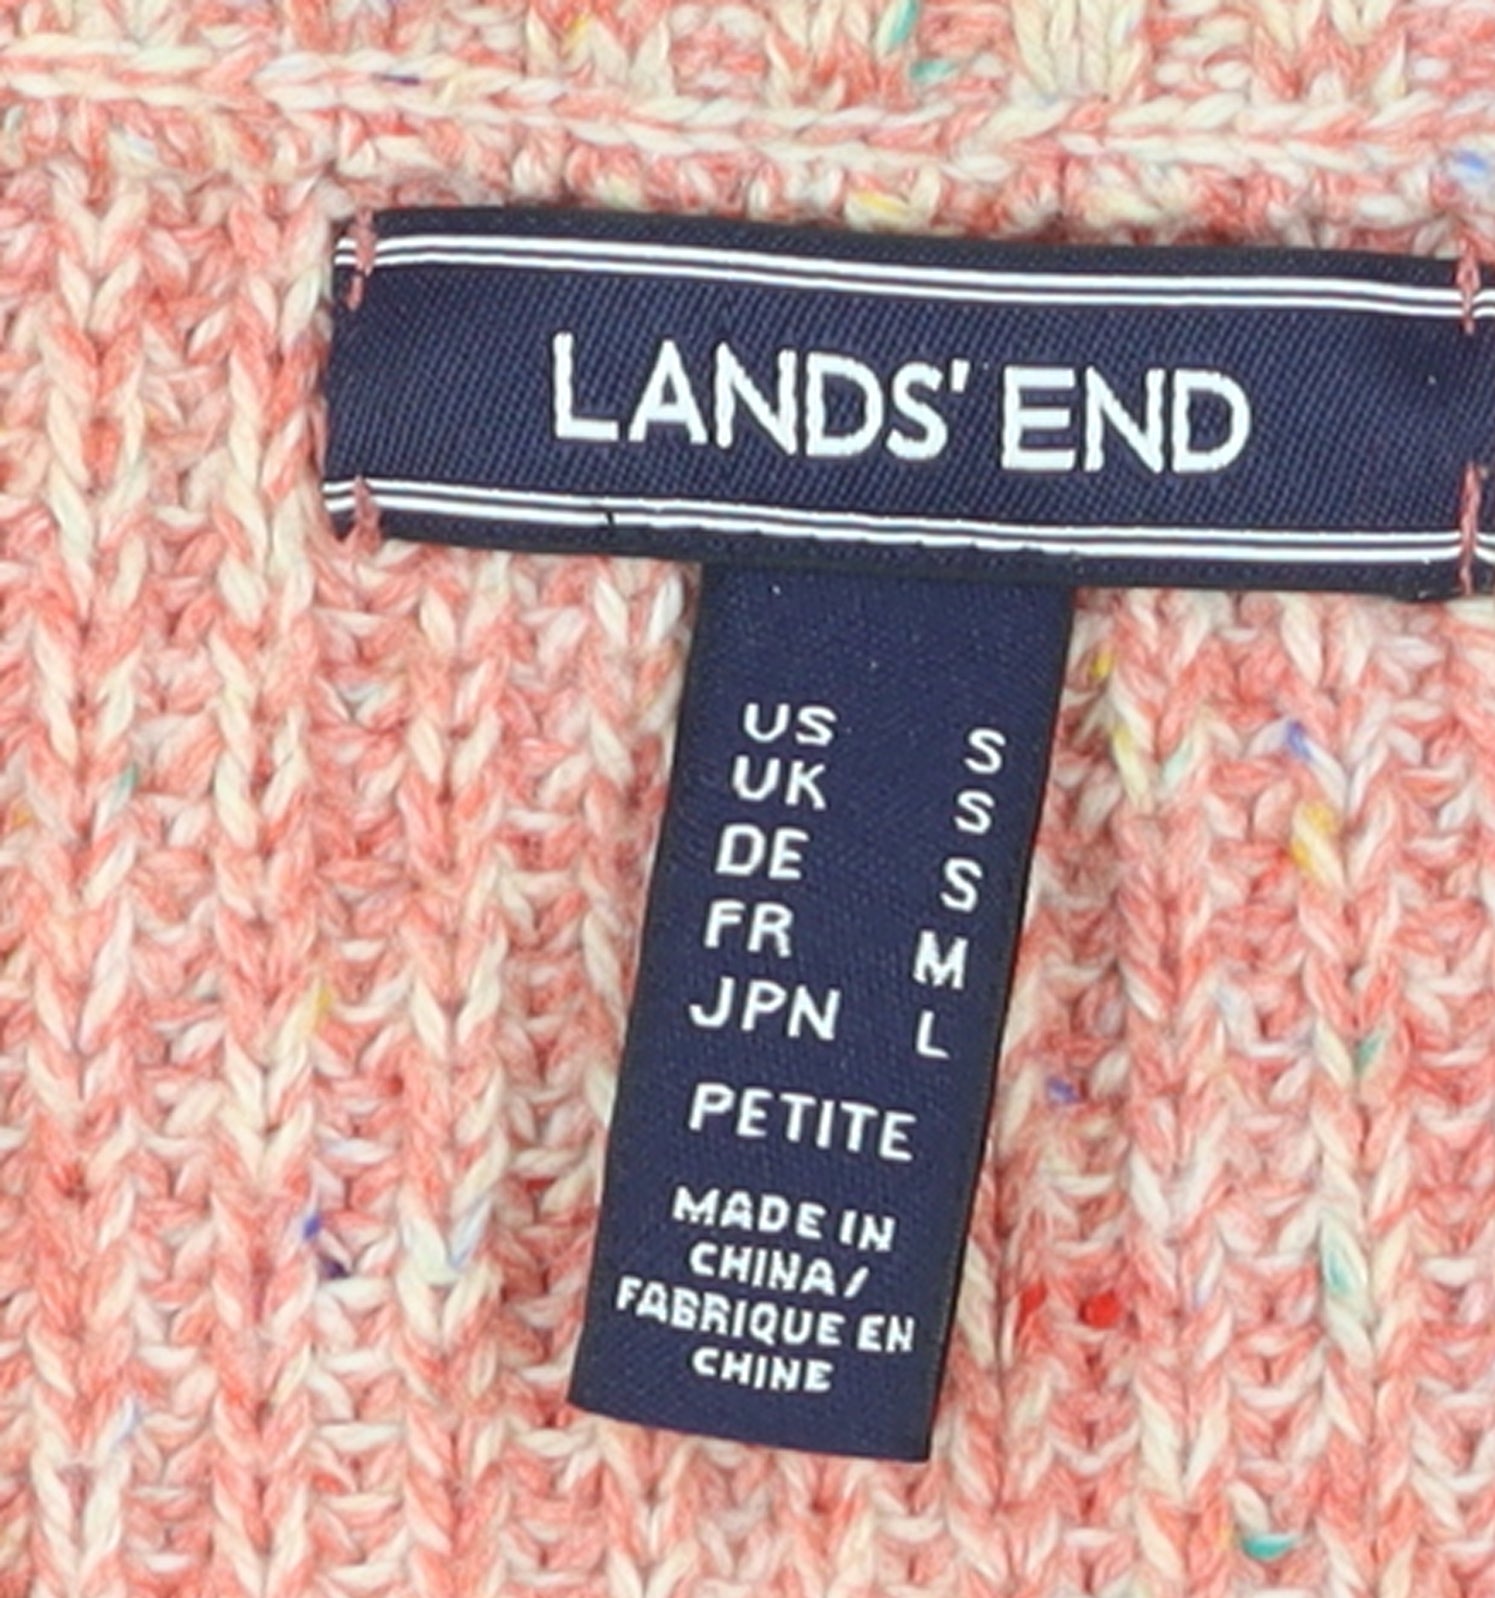 LANDS' END
US S
UK S
DE S
FR M
JPN L
PETITE
MADE IN
CHINA/
FABRIQUE EN
CHINE